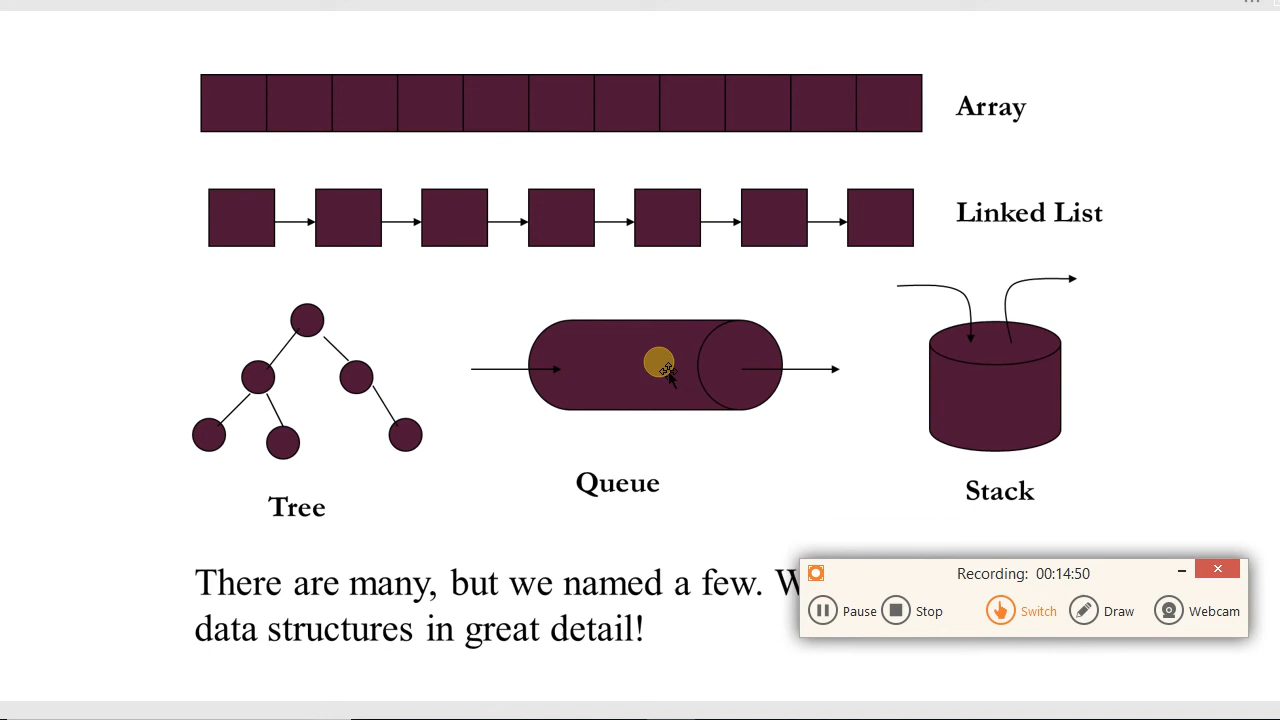 Array
Linked List
Tree
Queue
Stack
There are many, but we named a few.
data structures in great detail!
Recording: 00:14:50
Pause Stop Switch Draw Webcam